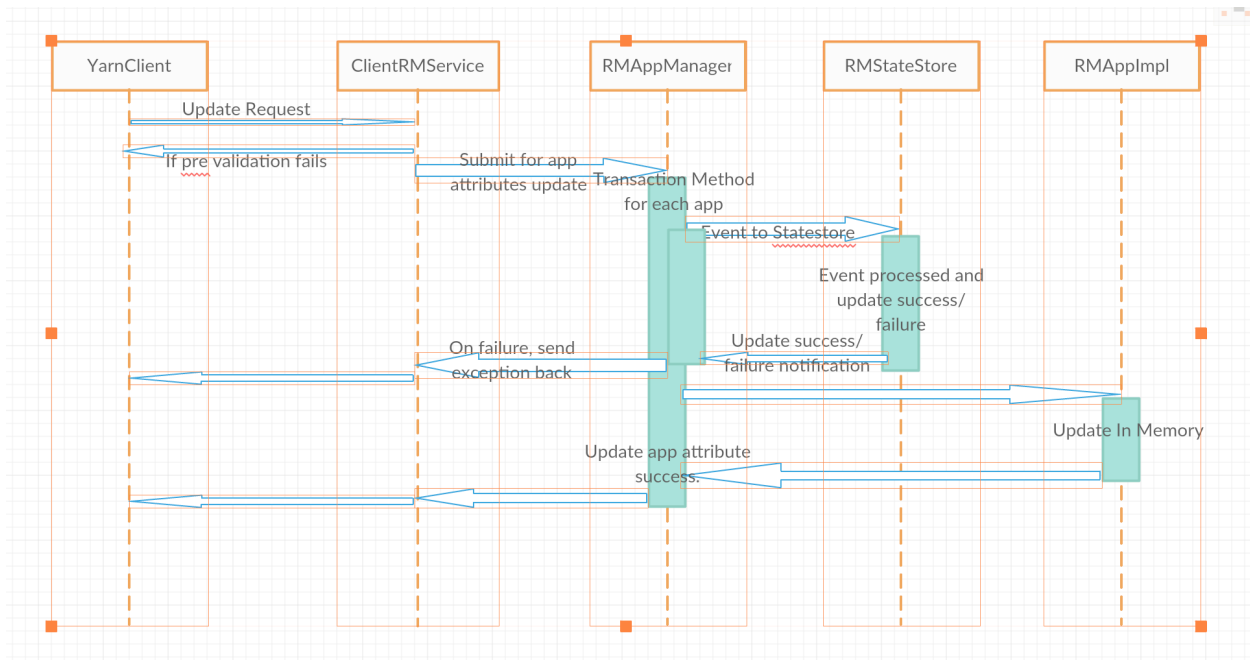 YarnClient
ClientRMService
RMAppManager
RMStateStore
RMAppImpl
Update Request
If pre validation fails
Submit for app
attributes update
Transaction Method
for each app
Event to Statestore
Event processed and
update success/
failure
Update success/
failure notification
On failure, send
exception back
Update In Memory
Update app attribute
success.